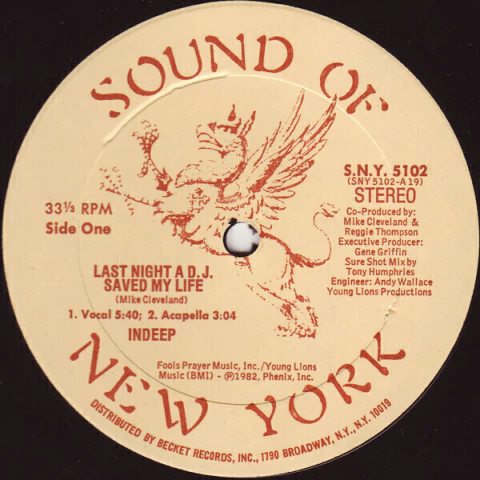 SOUND OF
S.N.Y. 5102
(SNY 5102-A 19)
STEREO
33⅓ RPM
Side One
Co-Produced by:
Mike Cleveland &
Reggie Thompson
Executive Producer:
Gene Griffin
Sure Shot Mix by
Tony Humphries
Engineer: Andy Wallace
Young Lions Productions
LAST NIGHT A D.J.
SAVED MY LIFE
(Mike Cleveland)
1. Vocal 5:40; 2. Acapella 3:04
INDEEP
Fools Prayer Music, Inc./Young Lions
Music (BMI) - ℗1982, Phenix, Inc.
NEW YORK
DISTRIBUTED BY BECKET RECORDS, INC., 1790 BROADWAY, N.Y., N.Y. 10019